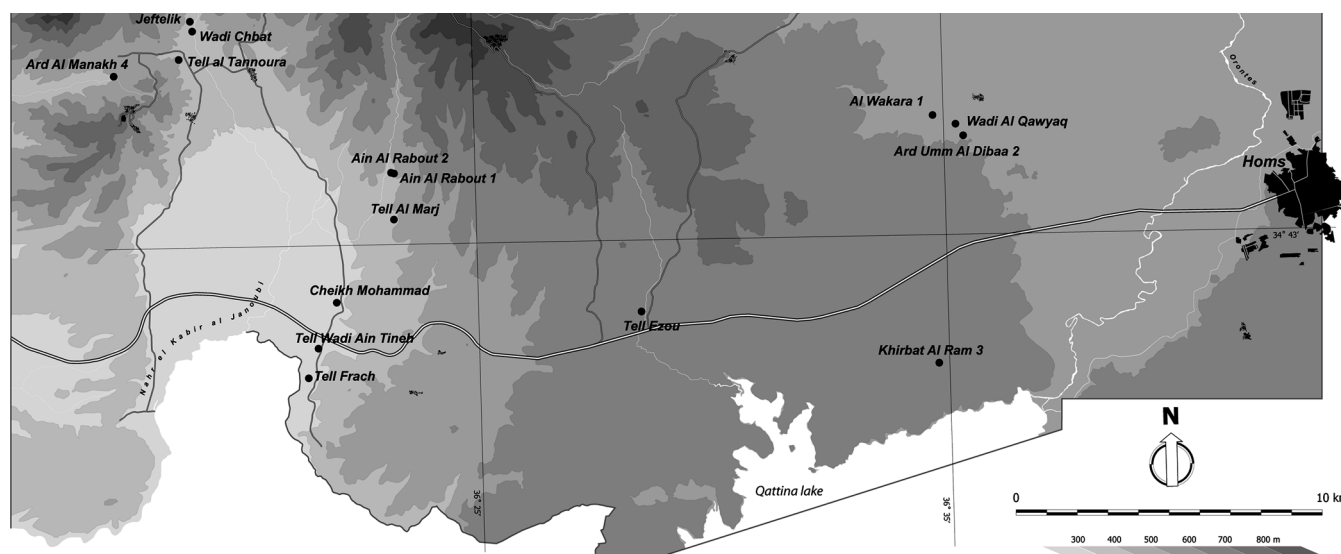 Jeftelik
Wadi Chbat
Ard Al Manakh 4
Tell al Tannoura
Orontes
Al Wakara 1
Wadi Al Qawyaq
Ard Umm Al Dibaa 2
Homs
Ain Al Rabout 2
Ain Al Rabout 1
Tell Al Marj
34° 43'
Cheikh Mohammad
Nahr el Kabir al Janoubi
Tell Ezou
Tell Wadi Ain Tineh
Khirbat Al Ram 3
Tell Frach
N
Qattina lake
36° 25'
36° 35'
0 10 km
300 400 500 600 700 800 m